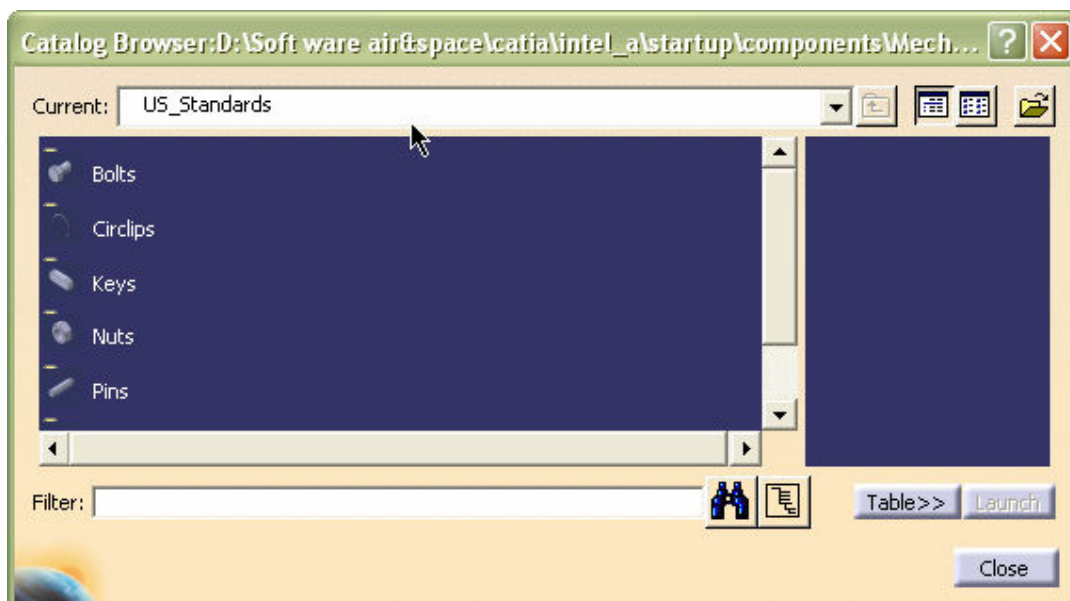 Catalog Browser:D:\Soft ware air&space\catia\intel_a\startup\components\Mech... ?
Current: US_Standards
Bolts
Circlips
Keys
Nuts
Pins
Filter: Table>> Launch
Close